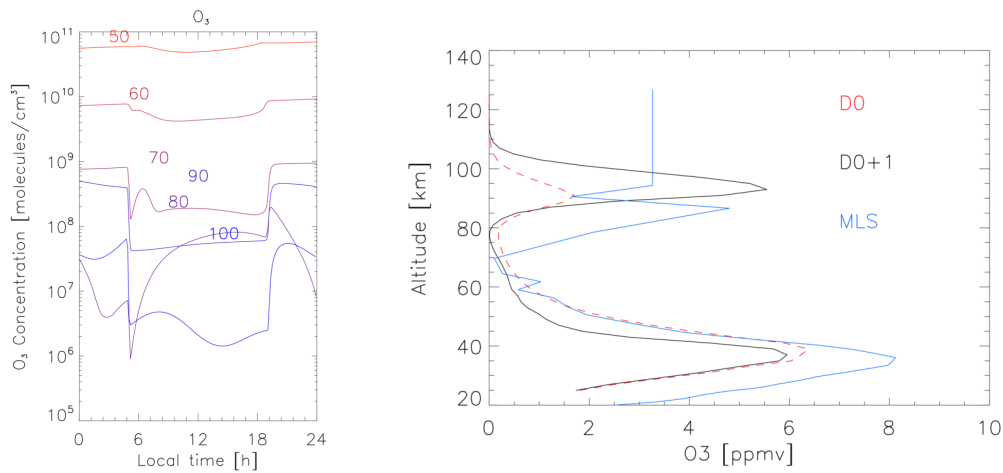 O₃
O₃ Concentration [molecules/cm³]
10¹¹
10¹⁰
10⁹
10⁸
10⁷
10⁶
10⁵
50
60
70
90
80
100
0 6 12 18 24
Local time [h]
Altitude [km]
140
120
100
80
60
40
20
D0
D0+1
MLS
0 2 4 6 8 10
O3 [ppmv]